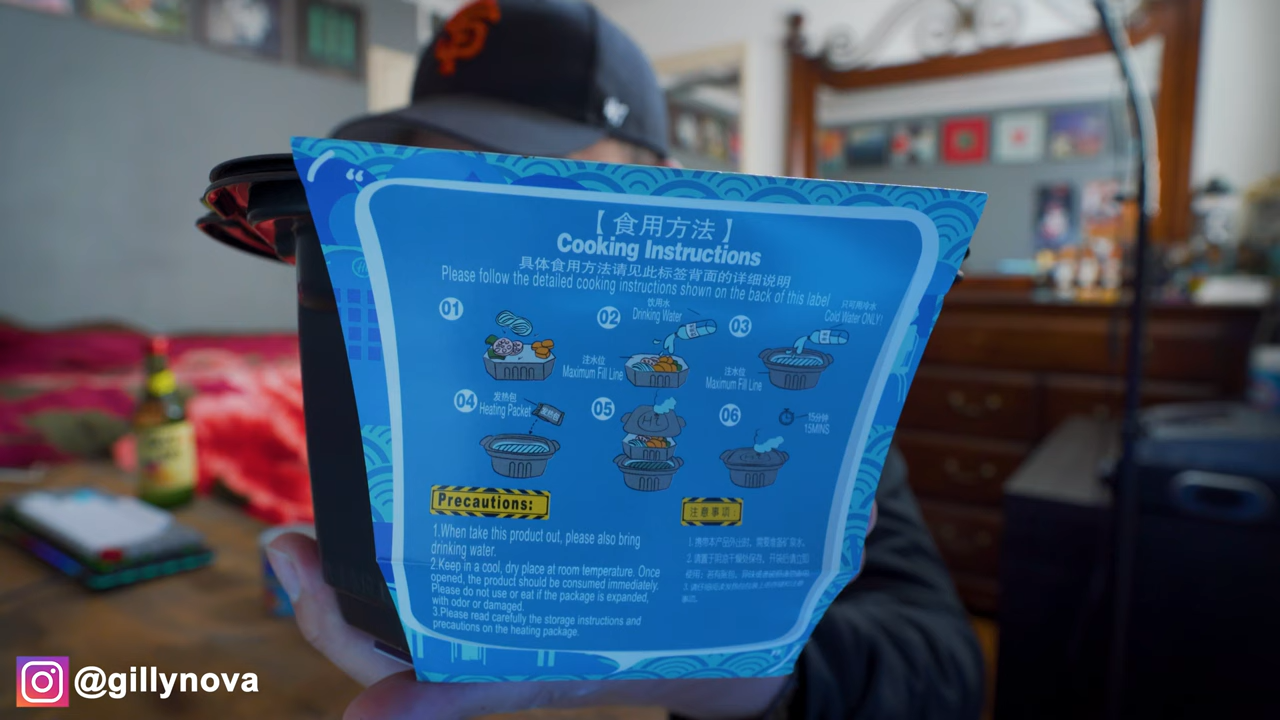 【食用方法】
Cooking Instructions
具体食用方法请见此标签背面的详细说明
Please follow the detailed cooking instructions shown on the back of this label
01
02
饮用水
Drinking Water
注水位
Maximum Fill Line
03
只可用冷水
Cold Water ONLY!
注水位
Maximum Fill Line
04
发热包
Heating Packet
发热包
05
06
15分钟
15MINS
Precautions:
1.When take this product out, please also bring
drinking water.
2.Keep in a cool, dry place at room temperature. Once
opened, the product should be consumed immediately.
Please do not use or eat if the package is expanded,
with odor or damaged.
3.Please read carefully the storage instructions and
precautions on the heating package.
注意事项:
SF
@gillynova